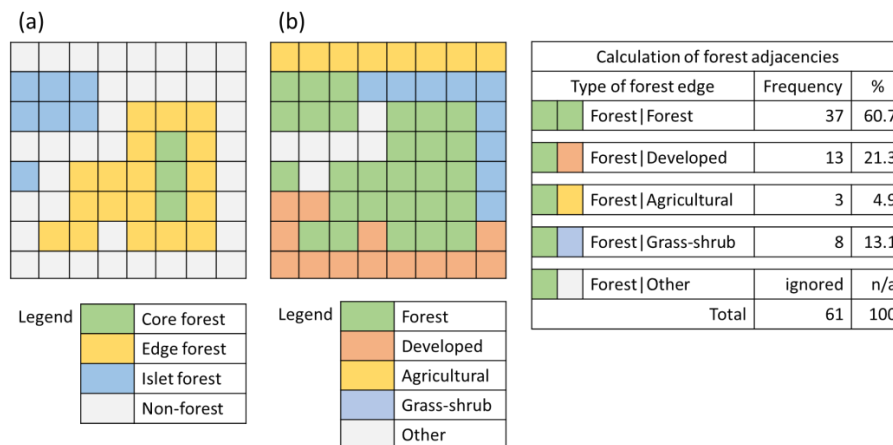 (a)
(b)
Calculation of forest adjacencies
Type of forest edge Frequency %
Forest|Forest 37 60.7
Forest|Developed 13 21.3
Forest|Agricultural 3 4.9
Forest|Grass-shrub 8 13.1
Forest|Other ignored n/a
Total 61 100
Legend
Core forest
Edge forest
Islet forest
Non-forest
Legend
Forest
Developed
Agricultural
Grass-shrub
Other